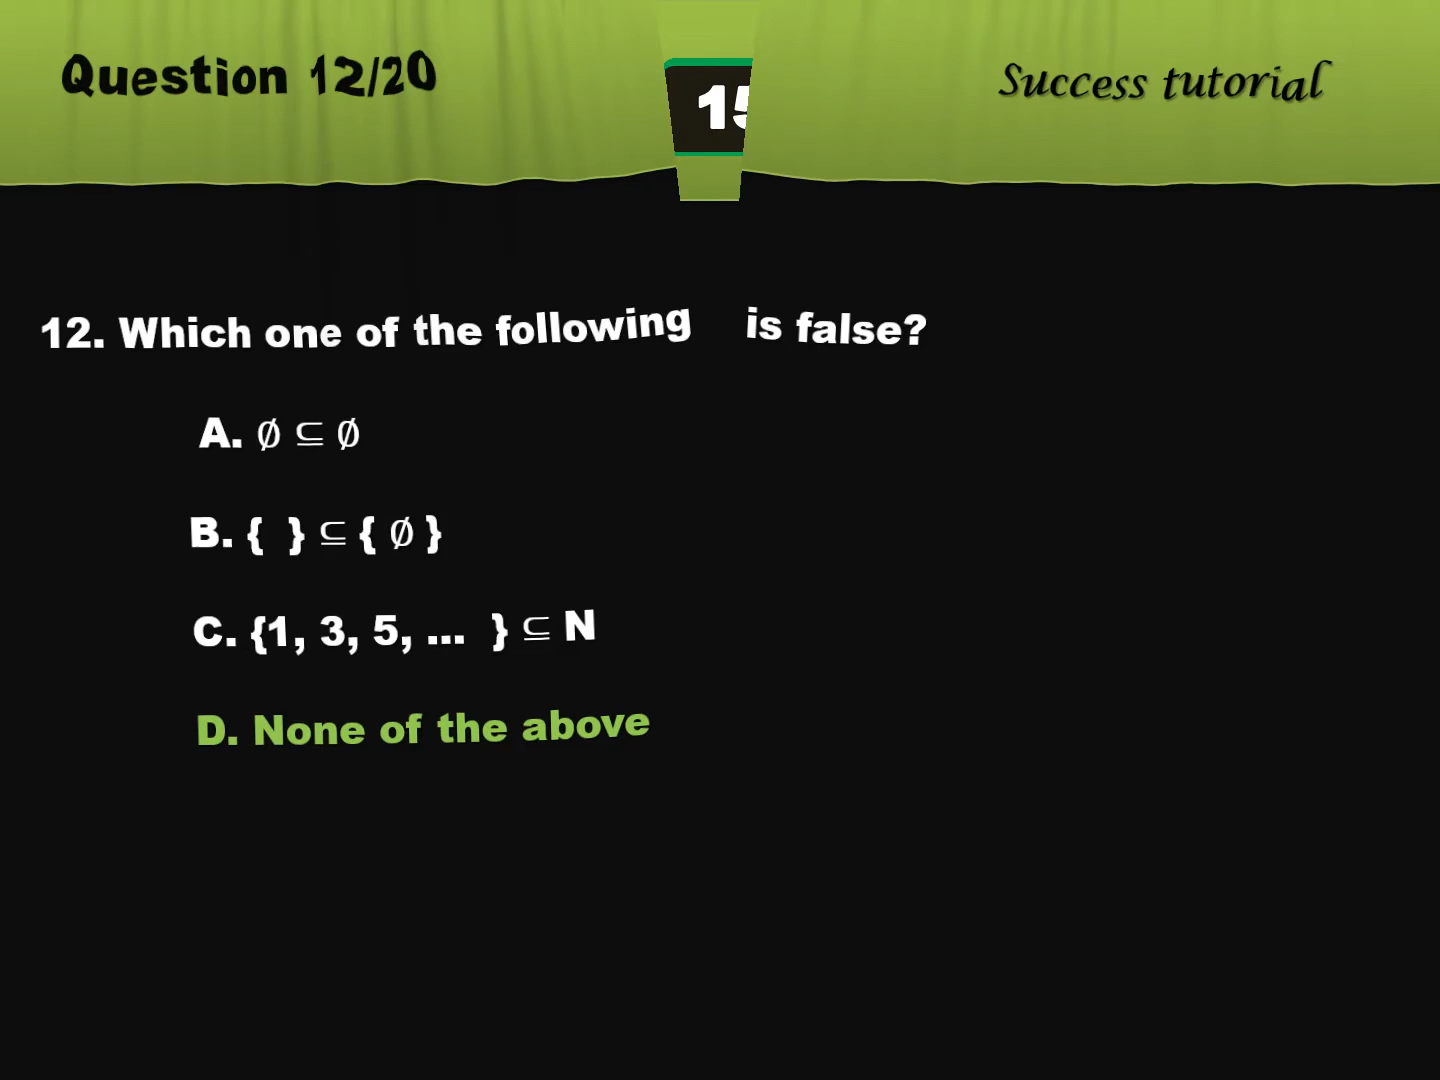 Question 12/20
15
Success tutorial
12. Which one of the following is false?
A. ∅ ⊆ ∅
B. { } ⊆ { ∅ }
C. {1, 3, 5, ... } ⊆ N
D. None of the above